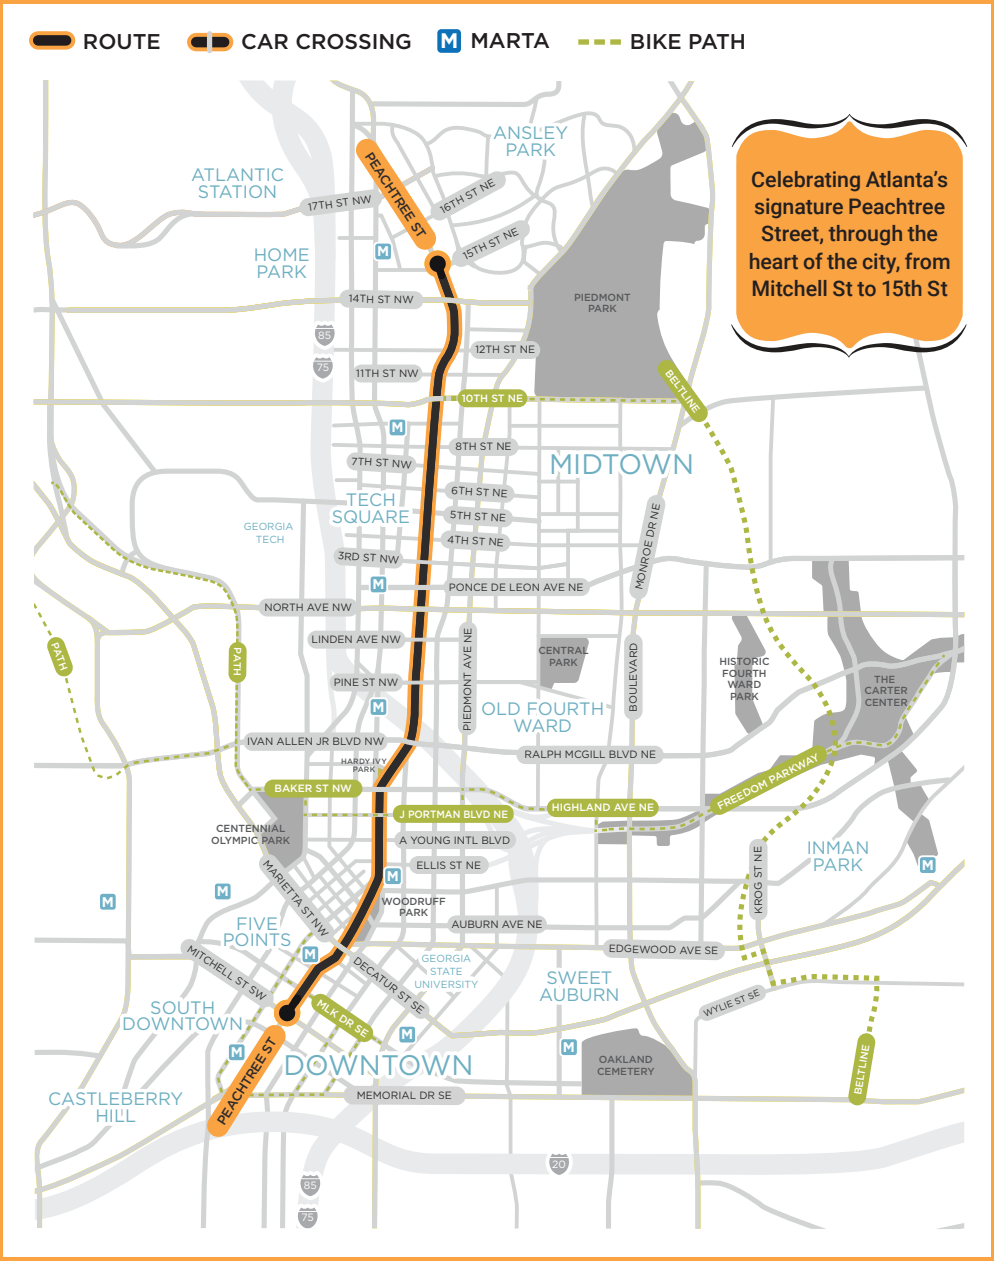 ROUTE
CAR CROSSING
M MARTA
BIKE PATH
ANSLEY
PARK
ATLANTIC
STATION
PEACHTREE ST
16TH ST NE
17TH ST NW
15TH ST NE
Celebrating Atlanta's
signature Peachtree
Street, through the
heart of the city, from
Mitchell St to 15th St
HOME
PARK
M
14TH ST NW
PIEDMONT
PARK
85
75
12TH ST NE
11TH ST NW
BELTLINE
10TH ST NE
M
8TH ST NE
7TH ST NW
MIDTOWN
6TH ST NE
TECH
SQUARE
5TH ST NE
GEORGIA
TECH
4TH ST NE
MONROE DR NE
3RD ST NW
M
PONCE DE LEON AVE NE
NORTH AVE NW
LINDEN AVE NW
PATH
PATH
PIEDMONT AVE NE
CENTRAL
PARK
BOULEVARD
HISTORIC
FOURTH
WARD
PARK
THE
CARTER
CENTER
PINE ST NW
M
OLD FOURTH
WARD
IVAN ALLEN JR BLVD NW
RALPH MCGILL BLVD NE
HARDY IVY
PARK
BAKER ST NW
FREEDOM PARKWAY
HIGHLAND AVE NE
J PORTMAN BLVD NE
CENTENNIAL
OLYMPIC PARK
A YOUNG INTL BLVD
INMAN
PARK
ELLIS ST NE
M
M
KROG ST NE
MARIETTA ST NW
M
M
WOODRUFF
PARK
AUBURN AVE NE
FIVE
POINTS
EDGEWOOD AVE SE
M
MITCHELL ST SW
DECATUR ST SE
GEORGIA
STATE
UNIVERSITY
SWEET
AUBURN
WYLIE ST SE
SOUTH
DOWNTOWN
MLK DR SE
M
M
M
PEACHTREE ST
DOWNTOWN
OAKLAND
CEMETERY
BELTLINE
MEMORIAL DR SE
CASTLEBERRY
HILL
20
85
75